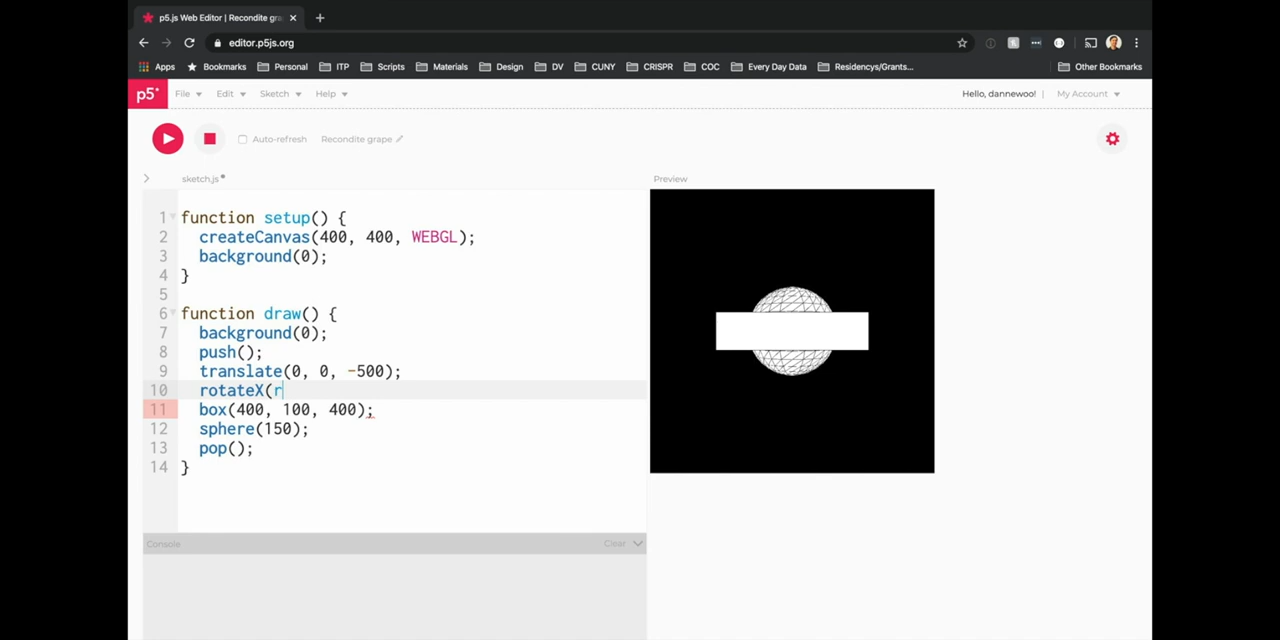 p5.js Web Editor | Recondite gra
editor.p5js.org
Apps Bookmarks Personal ITP Scripts Materials Design DV CUNY CRISPR COC Every Day Data Residencys/Grants... Other Bookmarks
p5* File Edit Sketch Help Hello, dannewoo! | My Account
Auto-refresh Recondite grape
sketch.js Preview
1 function setup() {
2 createCanvas(400, 400, WEBGL);
3 background(0);
4 }
5
6 function draw() {
7 background(0);
8 push();
9 translate(0, 0, -500);
10 rotateX(r
11 box(400, 100, 400);
12 sphere(150);
13 pop();
14 }
Console Clear